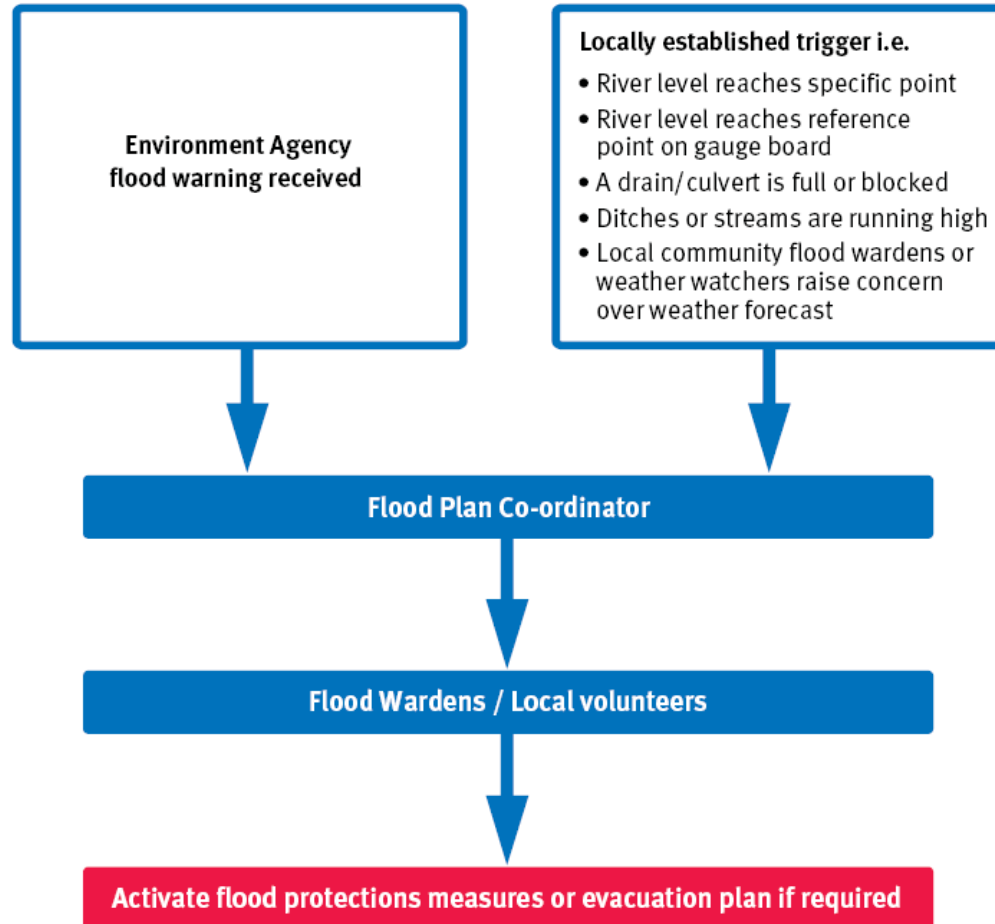 Environment Agency
flood warning received
Locally established trigger i.e.
• River level reaches specific point
• River level reaches reference
point on gauge board
• A drain/culvert is full or blocked
• Ditches or streams are running high
• Local community flood wardens or
weather watchers raise concern
over weather forecast
Flood Plan Co-ordinator
Flood Wardens / Local volunteers
Activate flood protections measures or evacuation plan if required